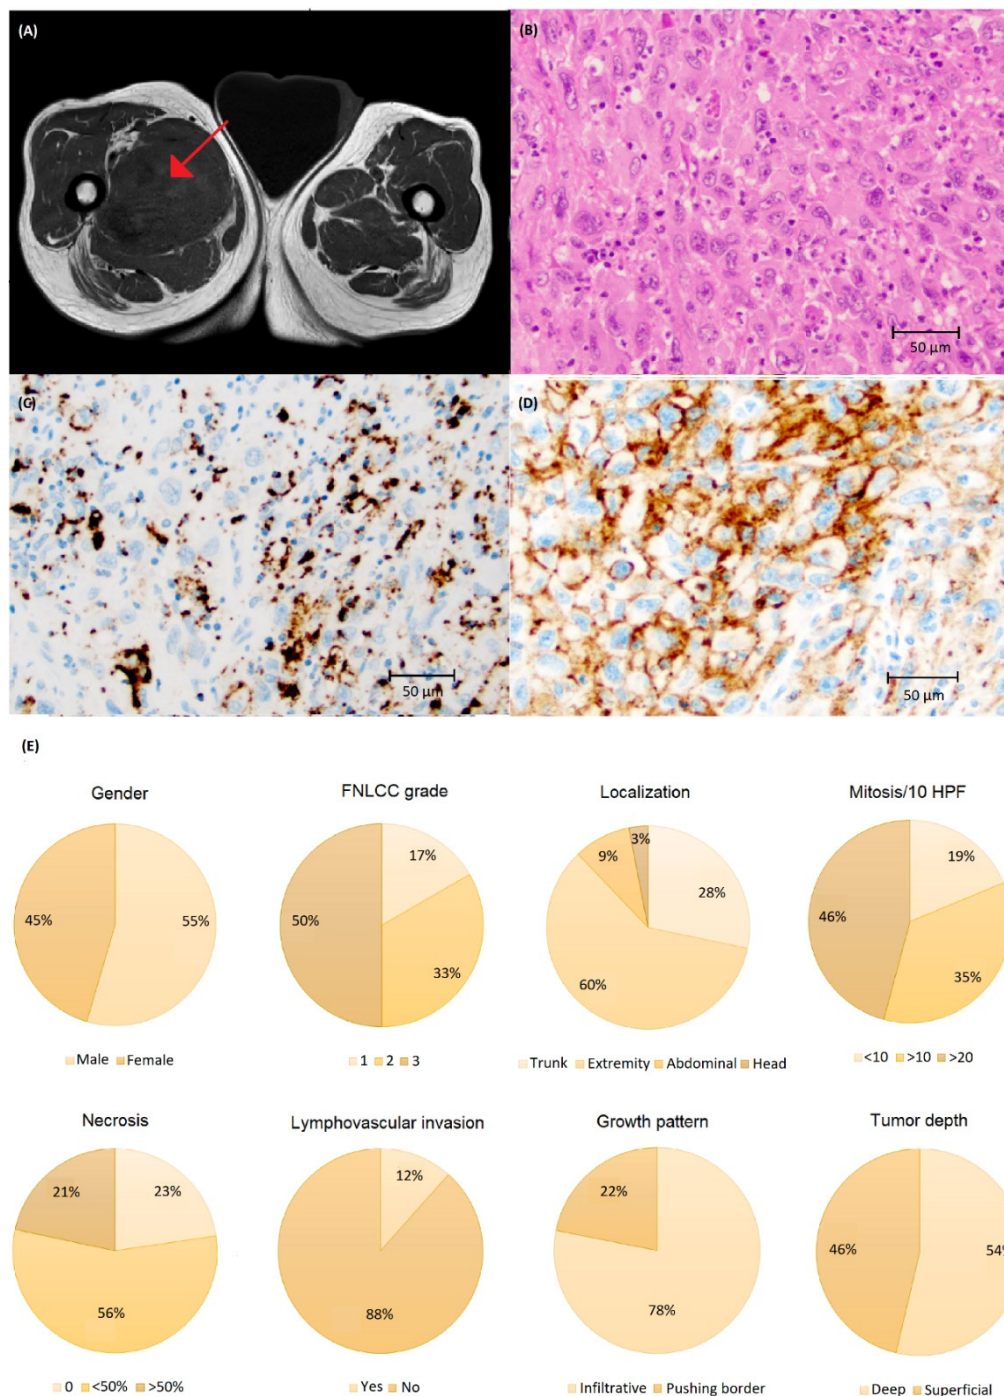 (A)
(B)
50 µm
(C)
50 µm
(D)
50 µm
(E)
Gender
45%
55%
Male Female
FNLCC grade
17%
50%
33%
1 2 3
Localization
3%
9%
28%
60%
Trunk Extremity Abdominal Head
Mitosis/10 HPF
19%
46%
35%
<10 >10 >20
Necrosis
21%
23%
56%
0 <50% >50%
Lymphovascular invasion
12%
88%
Yes No
Growth pattern
22%
78%
Infiltrative Pushing border
Tumor depth
46%
54%
Deep Superficial